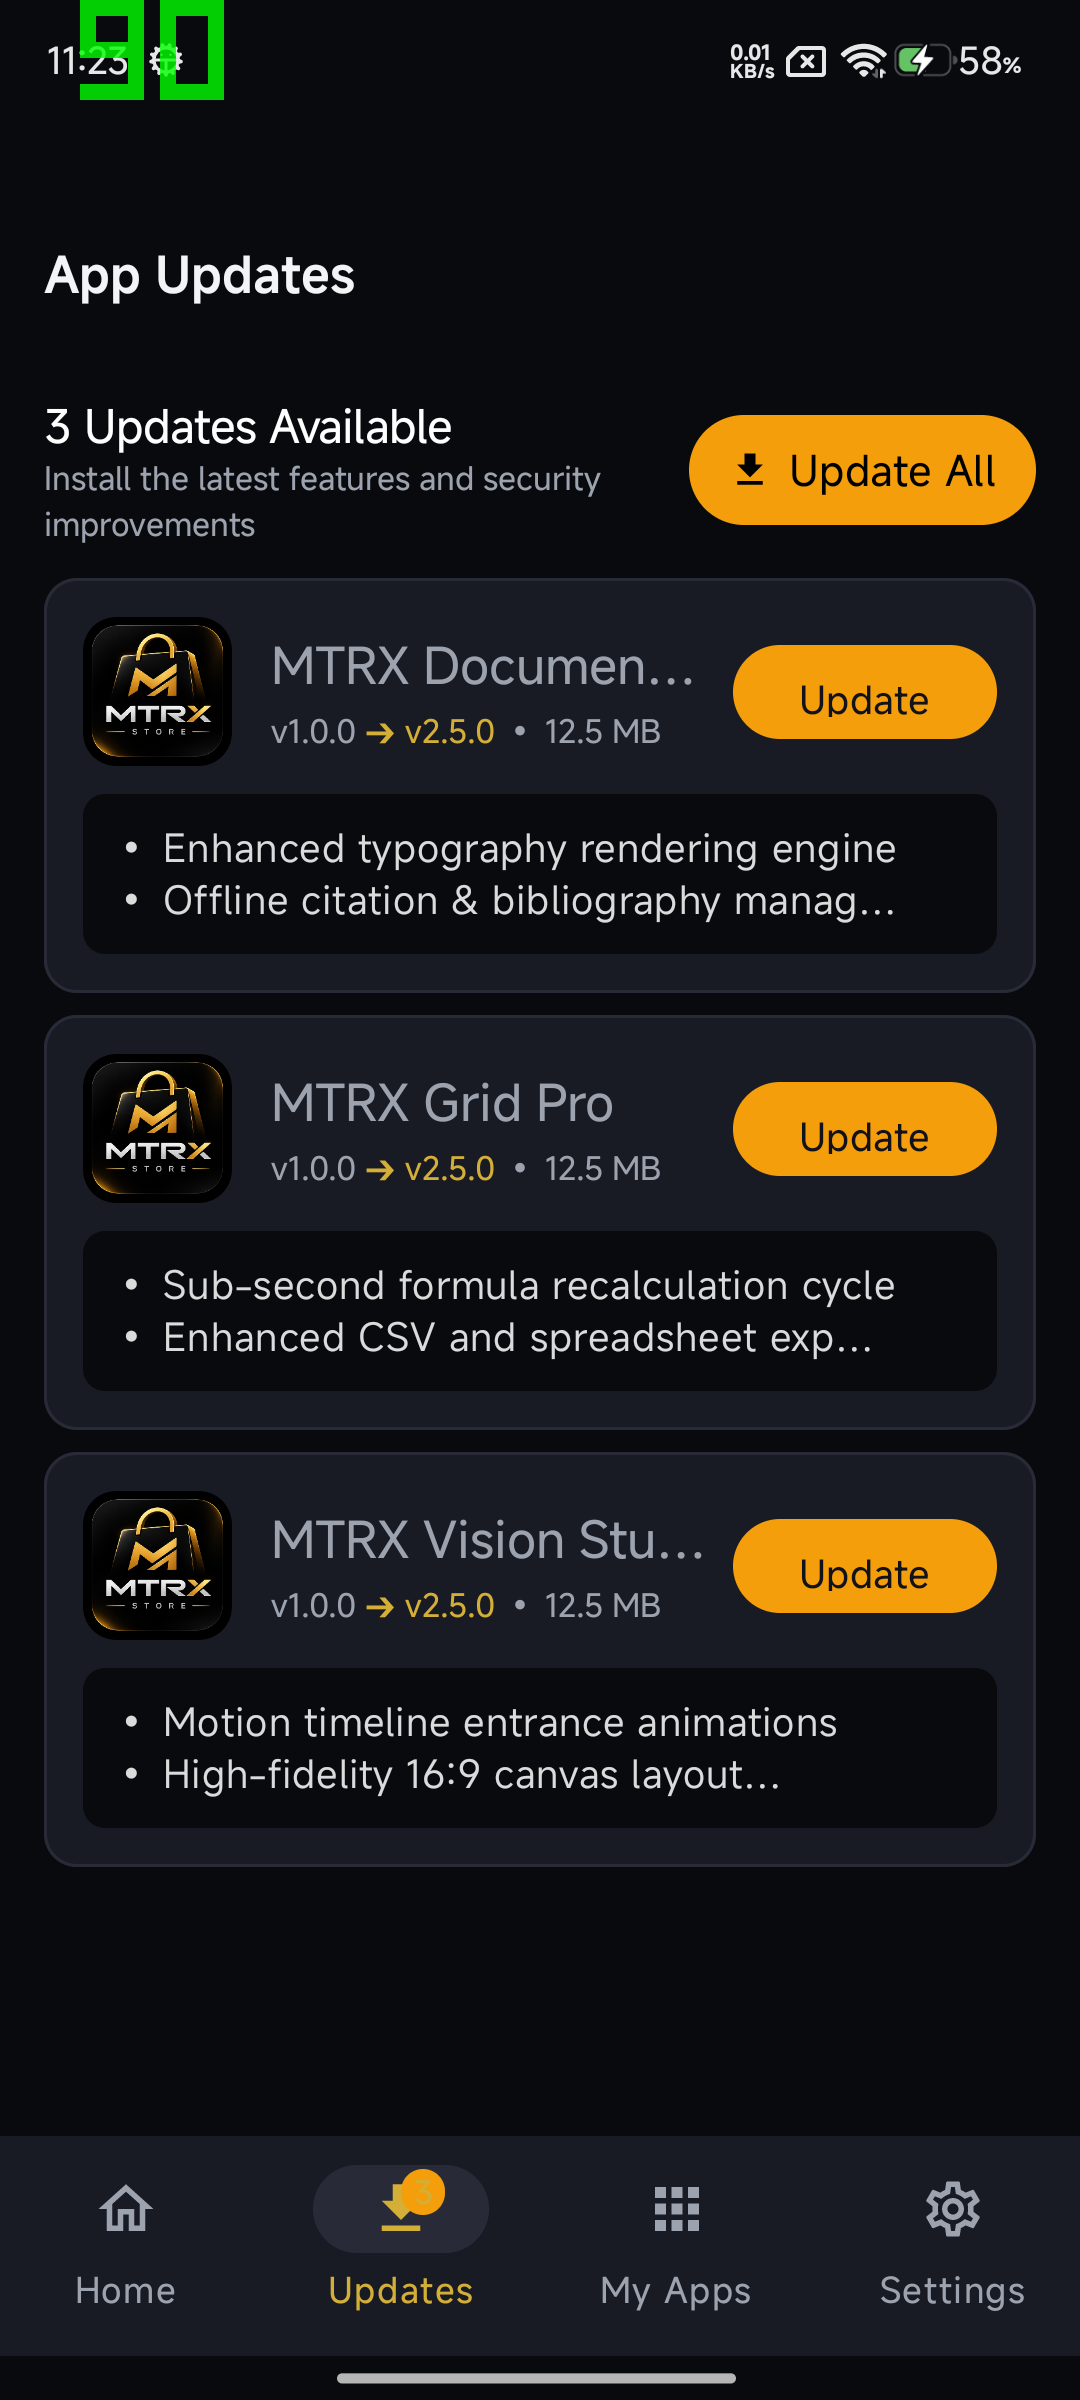 11:23
90
0.01
KB/s
58%
App Updates
3 Updates Available
Install the latest features and security
improvements
Update All
MTRX Documen...
v1.0.0 → v2.5.0 • 12.5 MB
Update
MTRX
STORE
• Enhanced typography rendering engine
• Offline citation & bibliography manag...
MTRX Grid Pro
v1.0.0 → v2.5.0 • 12.5 MB
Update
MTRX
STORE
• Sub-second formula recalculation cycle
• Enhanced CSV and spreadsheet exp...
MTRX Vision Stu...
v1.0.0 → v2.5.0 • 12.5 MB
Update
MTRX
STORE
• Motion timeline entrance animations
• High-fidelity 16:9 canvas layout...
3
Home
Updates
My Apps
Settings